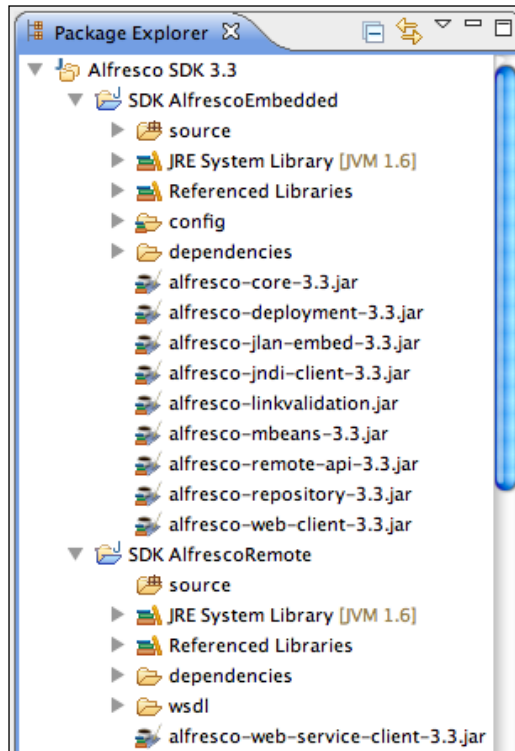 Package Explorer
Alfresco SDK 3.3
SDK AlfrescoEmbedded
source
JRE System Library [JVM 1.6]
Referenced Libraries
config
dependencies
alfresco-core-3.3.jar
alfresco-deployment-3.3.jar
alfresco-jlan-embed-3.3.jar
alfresco-jndi-client-3.3.jar
alfresco-linkvalidation.jar
alfresco-mbeans-3.3.jar
alfresco-remote-api-3.3.jar
alfresco-repository-3.3.jar
alfresco-web-client-3.3.jar
SDK AlfrescoRemote
source
JRE System Library [JVM 1.6]
Referenced Libraries
dependencies
wsdl
alfresco-web-service-client-3.3.jar